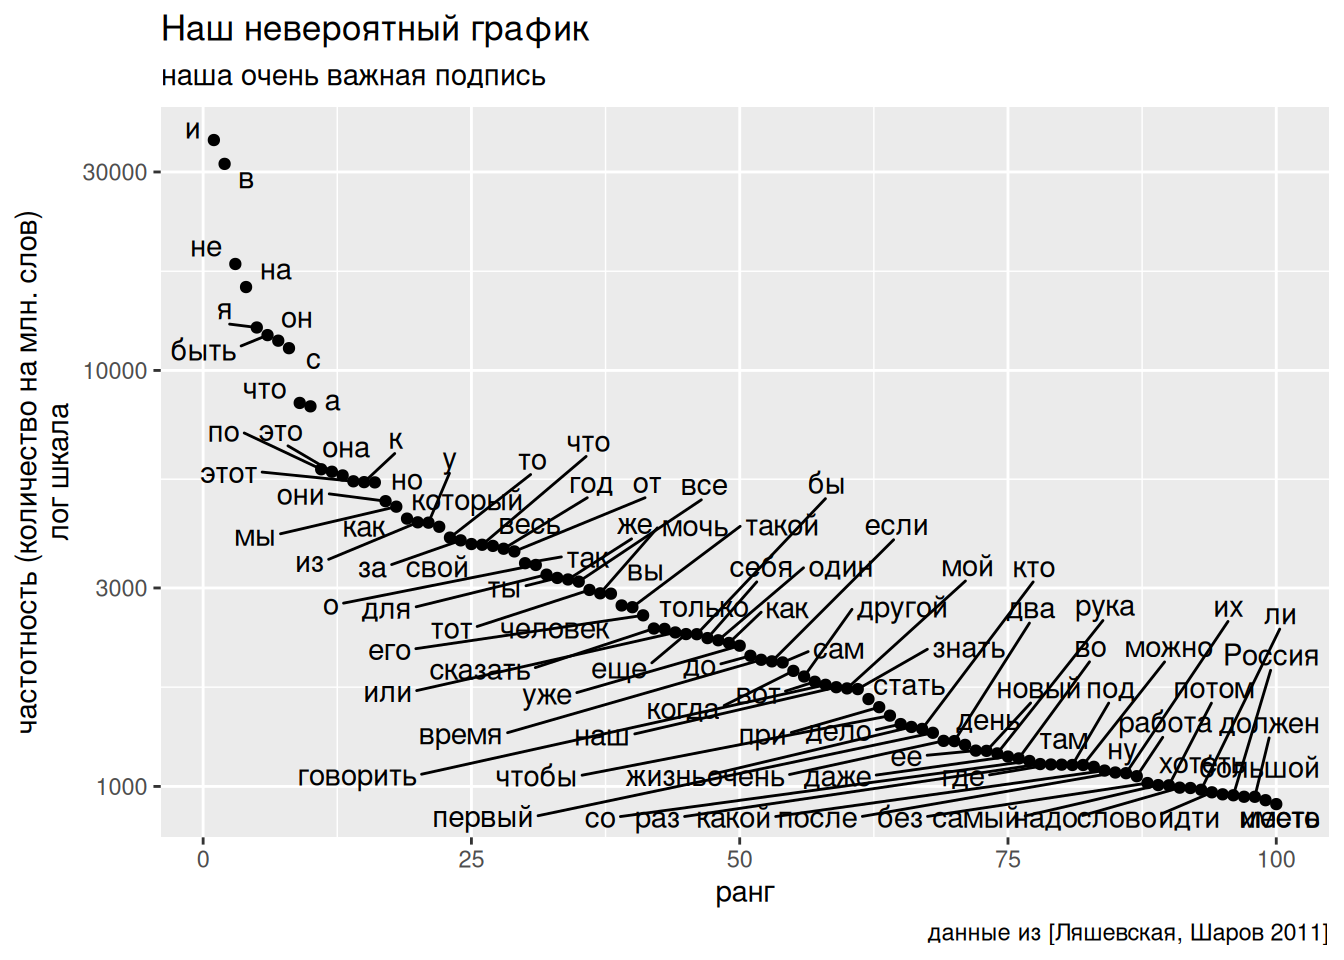 Наш невероятный график
наша очень важная подпись
частотность (количество на млн. слов)
лог шкала
30000
10000
3000
1000
и
в
не
на
я
он
быть
с
что
а
по
это
она
к
этот
но
у
то
что
они
который
год
от
все
бы
мы
как
весь
же
мочь
такой
если
из
за
свой
так
вы
себя
один
мой
кто
о
для
ты
только
как
другой
два
рука
их
ли
тот
человек
его
сказать
еще
до
сам
знать
во
можно
Россия
или
уже
вот
когда
стать
новый
под
потом
время
наш
при
дело
день
там
работа
должен
говорить
чтобы
жизнь
очень
даже
ее
где
ну
хотеть
большой
первый
со
раз
какой
после
без
самый
надо
слово
идти
иметь
0
25
50
75
100
ранг
данные из [Ляшевская, Шаров 2011]